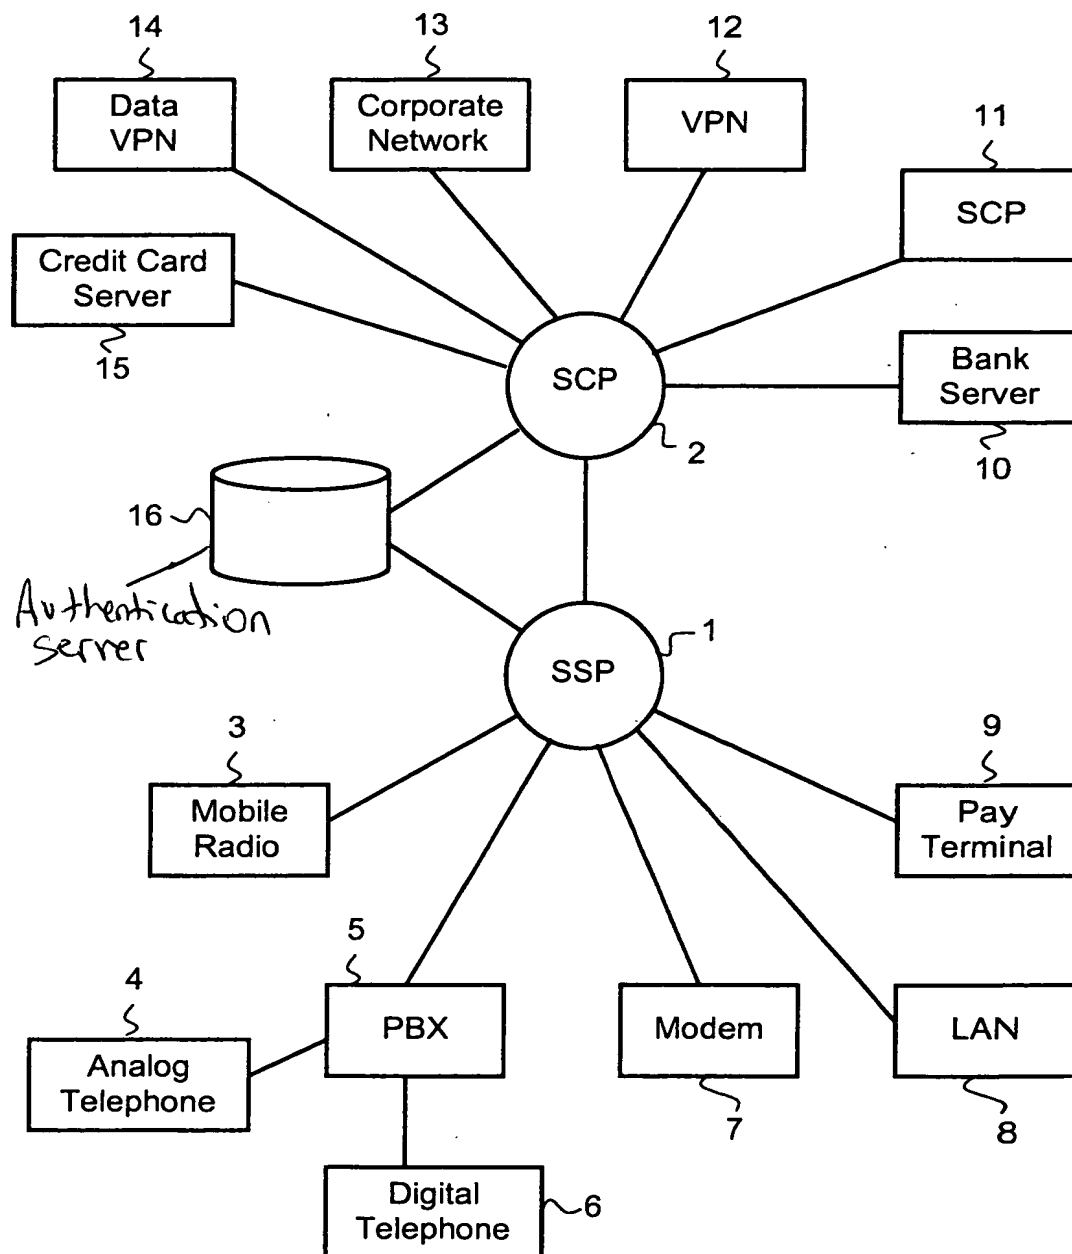 14
13
12
Data
VPN
Corporate
Network
VPN
11
SCP
Credit Card
Server
15
SCP
2
Bank
Server
10
16
Authentication
server
1
SSP
3
Mobile
Radio
9
Pay
Terminal
5
PBX
4
Analog
Telephone
Modem
7
LAN
8
Digital
Telephone
6